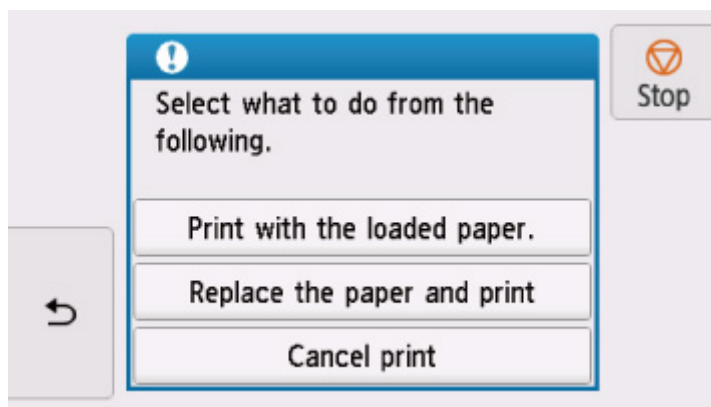 Select what to do from the
following.
Stop
Print with the loaded paper.
Replace the paper and print
Cancel print